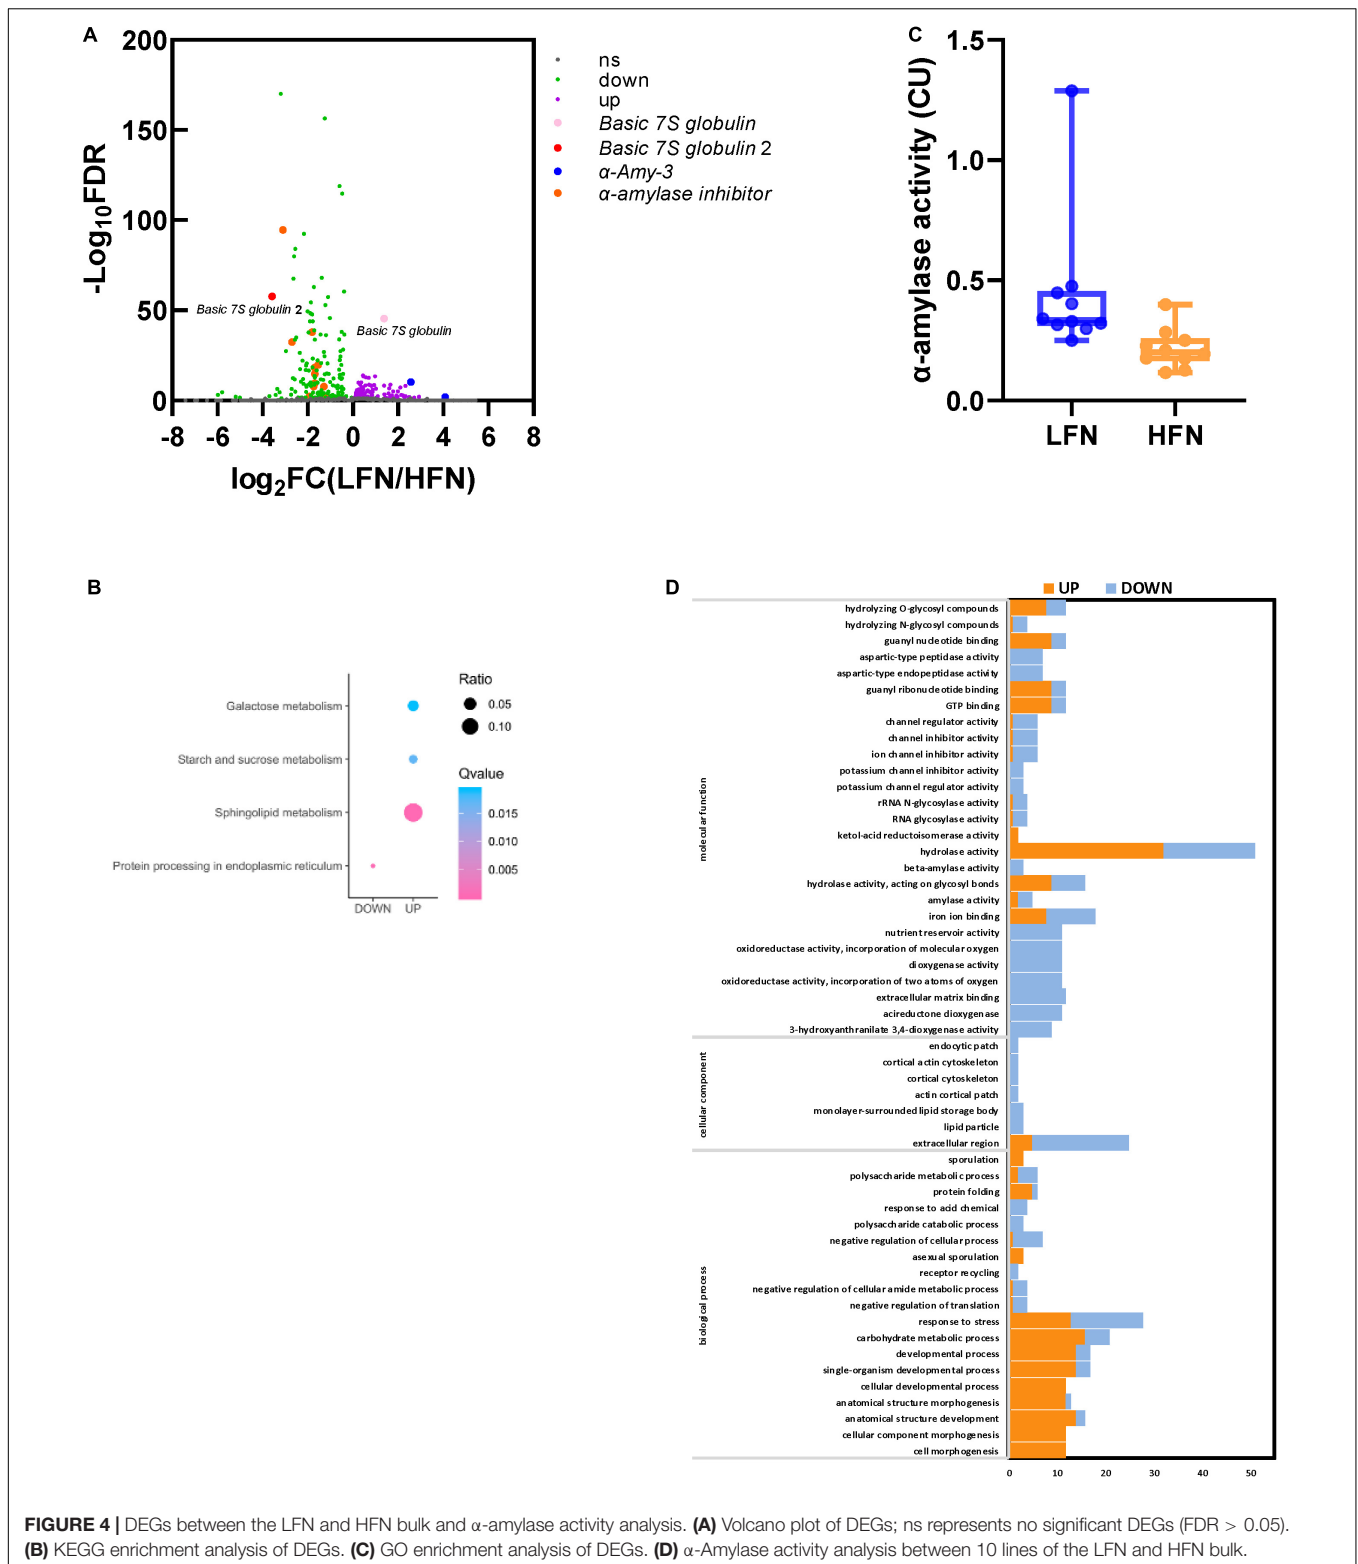 A
200
150
100
50
0
-Log10FDR
-8 -6 -4 -2 0 2 4 6 8
log2FC(LFN/HFN)
Basic 7S globulin 2
Basic 7S globulin
ns
down
up
Basic 7S globulin
Basic 7S globulin 2
α-Amy-3
α-amylase inhibitor
C
1.5
1.0
0.5
0.0
α-amylase activity (CU)
LFN HFN
B
Galactose metabolism
Starch and sucrose metabolism
Sphingolipid metabolism
Protein processing in endoplasmic reticulum
DOWN UP
Ratio
0.05
0.10
Qvalue
0.015
0.010
0.005
D
UP DOWN
molecular function
hydrolyzing O-glycosyl compounds
hydrolyzing N-glycosyl compounds
guanyl nucleotide binding
aspartic-type peptidase activity
aspartic-type endopeptidase activity
guanyl ribonucleotide binding
GTP binding
channel regulator activity
channel inhibitor activity
ion channel inhibitor activity
potassium channel inhibitor activity
potassium channel regulator activity
rRNA N-glycosylase activity
RNA glycosylase activity
ketol-acid reductoisomerase activity
hydrolase activity
beta-amylase activity
hydrolase activity, acting on glycosyl bonds
amylase activity
iron ion binding
nutrient reservoir activity
oxidoreductase activity, incorporation of molecular oxygen
dioxygenase activity
oxidoreductase activity, incorporation of two atoms of oxygen
extracellular matrix binding
acireductone dioxygenase
3-hydroxyanthranilate 3,4-dioxygenase activity
cellular component
endocytic patch
cortical actin cytoskeleton
cortical cytoskeleton
actin cortical patch
monolayer-surrounded lipid storage body
lipid particle
extracellular region
biological process
sporulation
polysaccharide metabolic process
protein folding
response to acid chemical
polysaccharide catabolic process
negative regulation of cellular process
asexual sporulation
receptor recycling
negative regulation of cellular amide metabolic process
negative regulation of translation
response to stress
carbohydrate metabolic process
developmental process
single-organism developmental process
cellular developmental process
anatomical structure morphogenesis
anatomical structure development
cellular component morphogenesis
cell morphogenesis
0 10 20 30 40 50
FIGURE 4 | DEGs between the LFN and HFN bulk and α-amylase activity analysis. (A) Volcano plot of DEGs; ns represents no significant DEGs (FDR > 0.05).
(B) KEGG enrichment analysis of DEGs. (C) GO enrichment analysis of DEGs. (D) α-Amylase activity analysis between 10 lines of the LFN and HFN bulk.